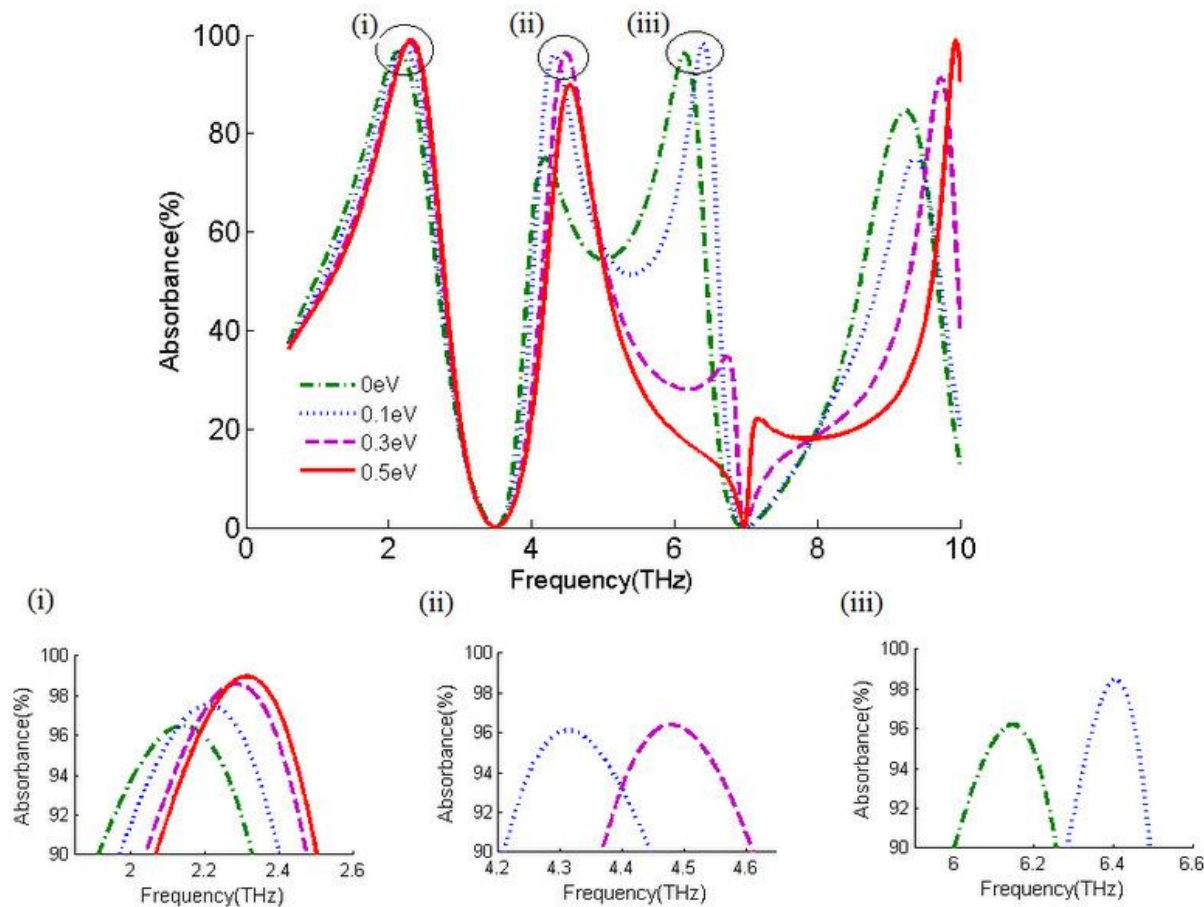 (i) (ii) (iii)
100
80
60
40
20
0
Absorbance(%)
0eV
0.1eV
0.3eV
0.5eV
0 2 4 6 8 10
Frequency(THz)
(i)
100
98
96
94
92
90
Absorbance(%)
2 2.2 2.4 2.6
Frequency(THz)
(ii)
100
98
96
94
92
90
Absorbance(%)
4.2 4.3 4.4 4.5 4.6
Frequency(THz)
(iii)
100
98
96
94
92
90
Absorbance(%)
6 6.2 6.4 6.6
Frequency(THz)